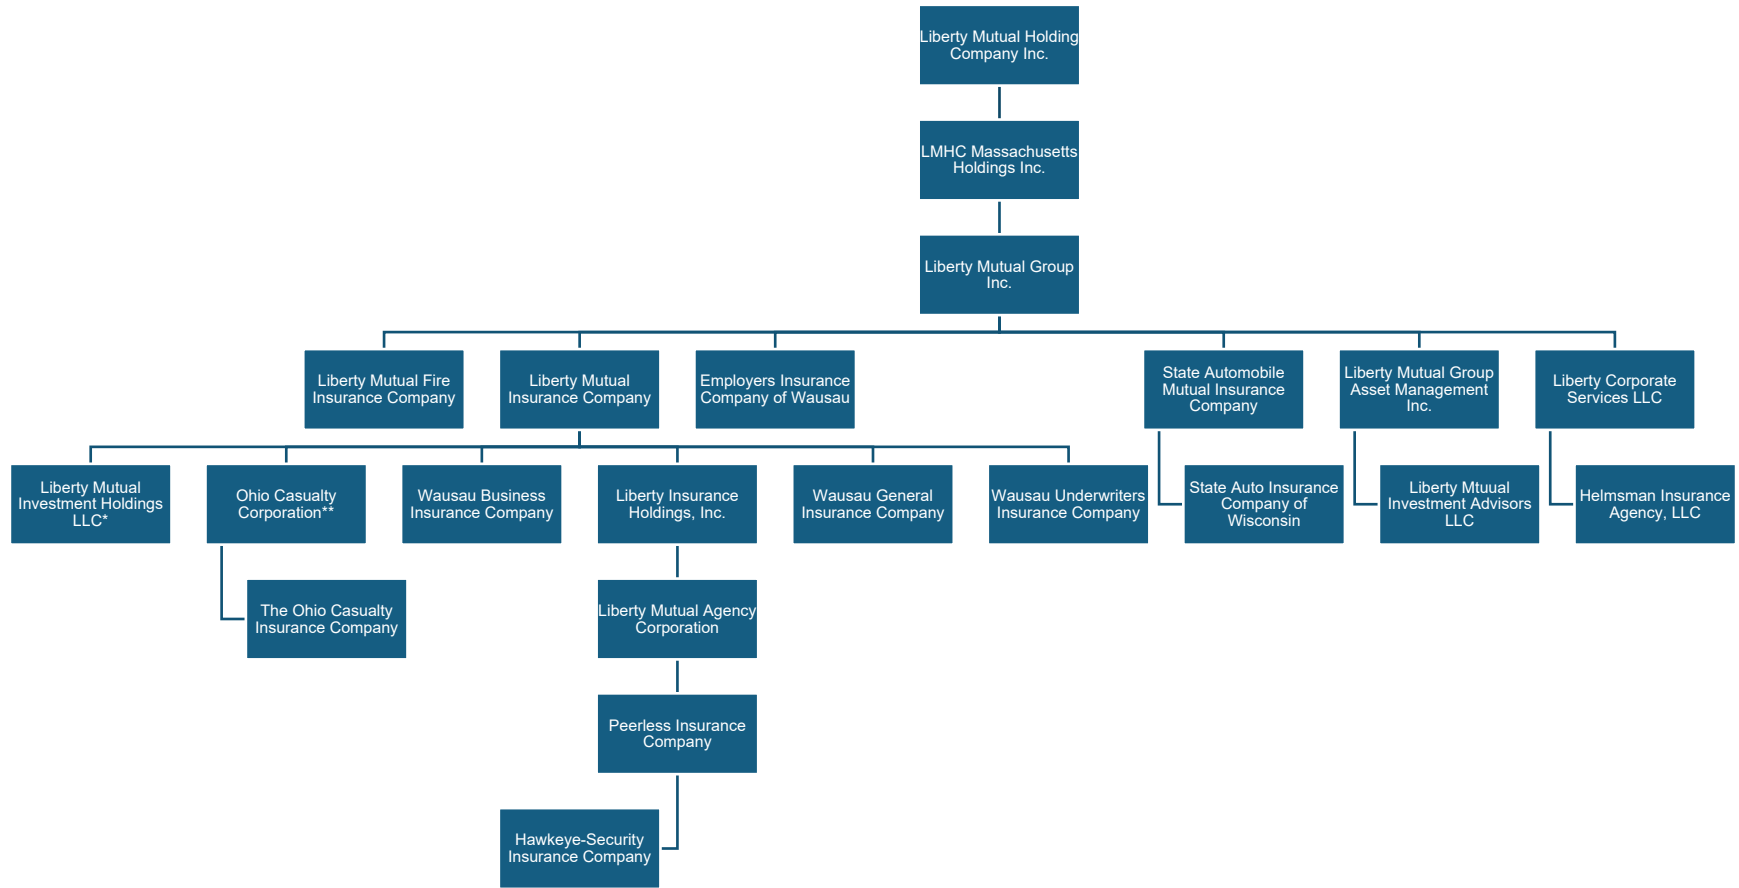 Liberty Mutual Holding
Company Inc.
LMHC Massachusetts
Holdings Inc.
Liberty Mutual Group
Inc.
Liberty Mutual Fire
Insurance Company
Liberty Mutual
Insurance Company
Employers Insurance
Company of Wausau
State Automobile
Mutual Insurance
Company
Liberty Mutual Group
Asset Management
Inc.
Liberty Corporate
Services LLC
Liberty Mutual
Investment Holdings
LLC*
Ohio Casualty
Corporation**
Wausau Business
Insurance Company
Liberty Insurance
Holdings, Inc.
Wausau General
Insurance Company
Wausau Underwriters
Insurance Company
State Auto Insurance
Company of
Wisconsin
Liberty Mtuual
Investment Advisors
LLC
Helmsman Insurance
Agency, LLC
The Ohio Casualty
Insurance Company
Liberty Mutual Agency
Corporation
Peerless Insurance
Company
Hawkeye-Security
Insurance Company